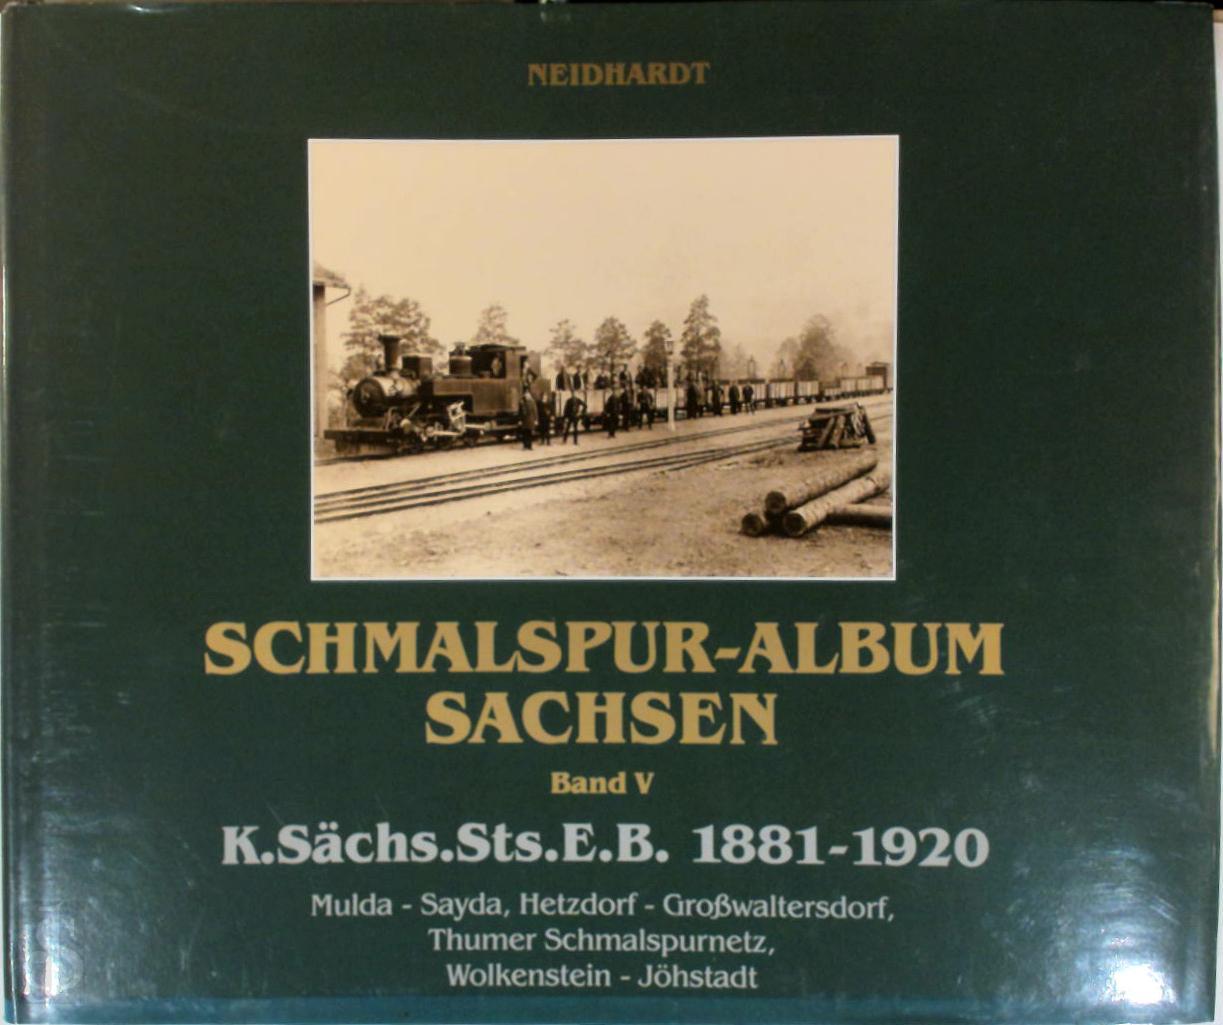 NEIDHARDT
SCHMALSPUR-ALBUM
SACHSEN
Band V
K.Sächs.Sts.E.B. 1881-1920
Mulda - Sayda, Hetzdorf - Großwaltersdorf,
Thumer Schmalspurnetz,
Wolkenstein - Jöhstadt